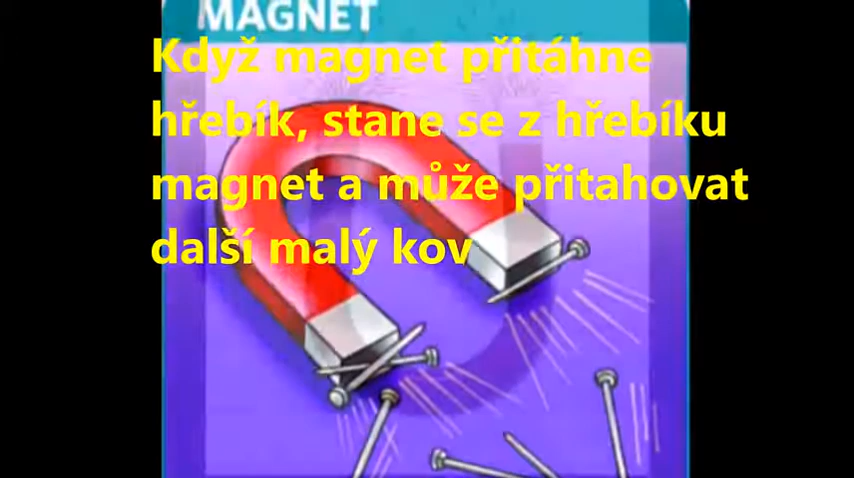 MAGNET
Když magnet přitáhne
hřebík, stane se z hřebíku
magnet a může přitahovat
další malý kov